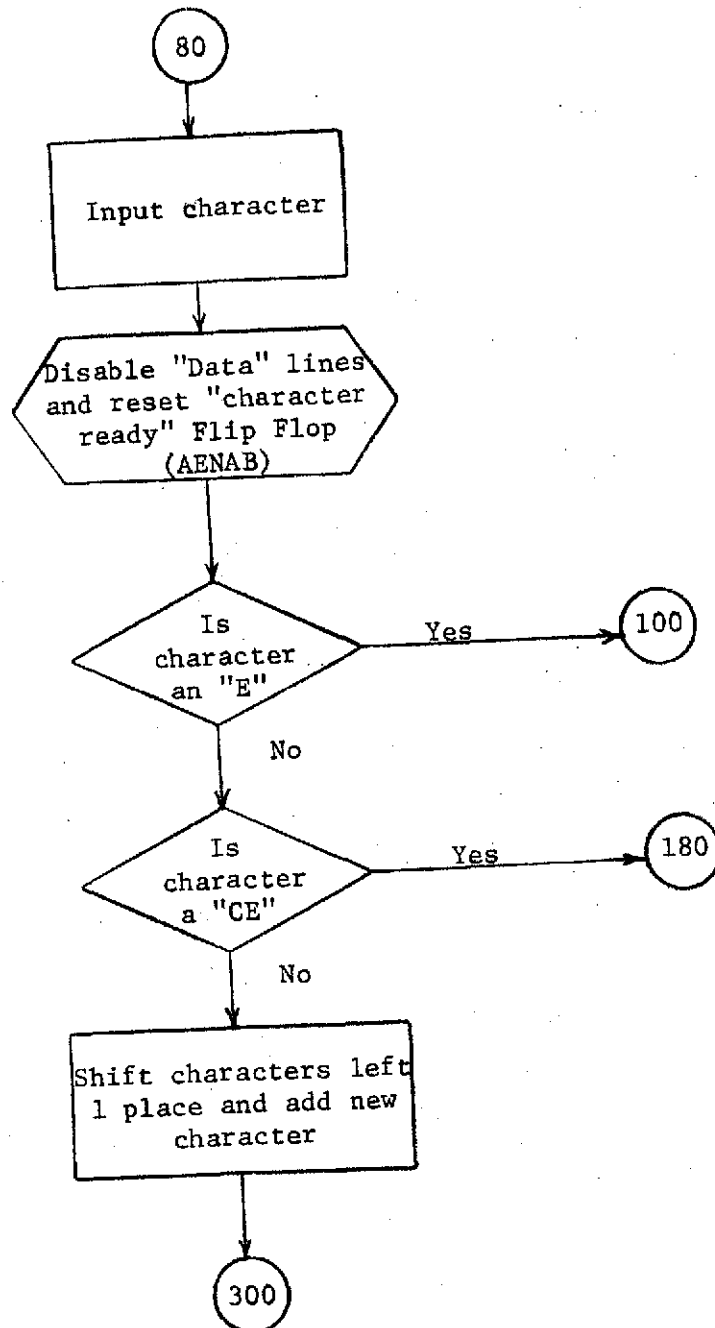 80
Input character
Disable "Data" lines
and reset "character
ready" Flip Flop
(AENAB)
Is
character
an "E"
Yes
100
No
Is
character
a "CE"
Yes
180
No
Shift characters left
1 place and add new
character
300